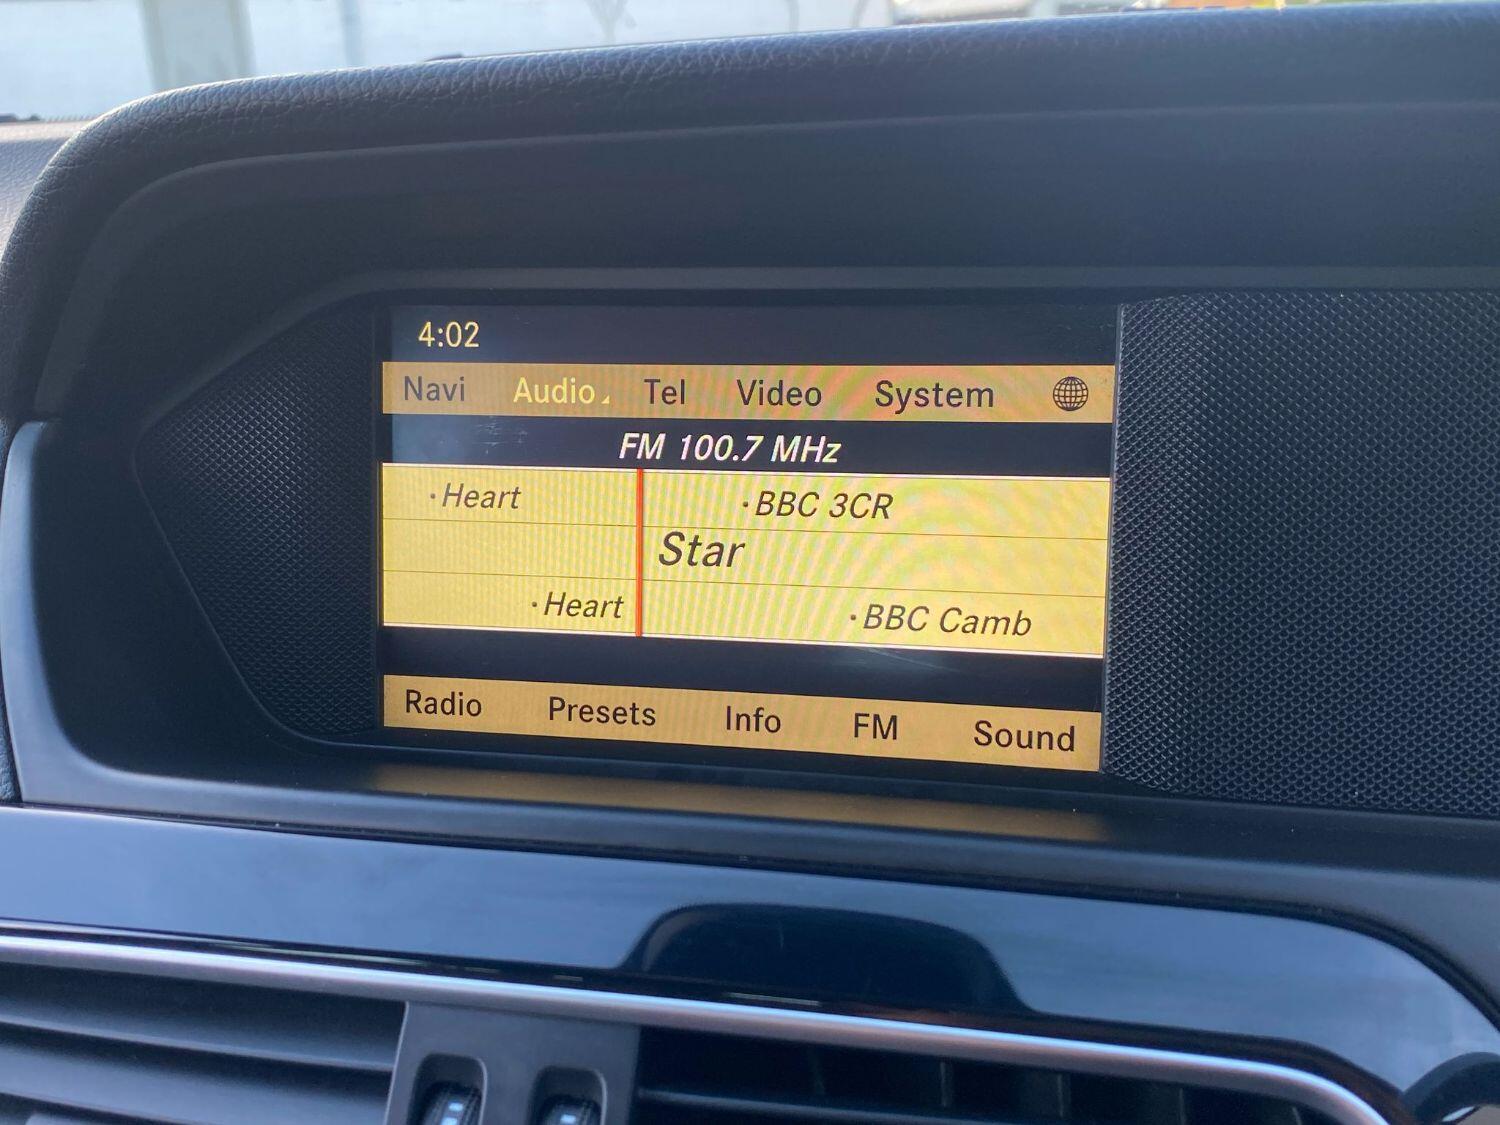 4:02
Navi Audio Tel Video System
FM 100.7 MHz
·Heart ·BBC 3CR
Star
·Heart ·BBC Camb
Radio Presets Info FM Sound